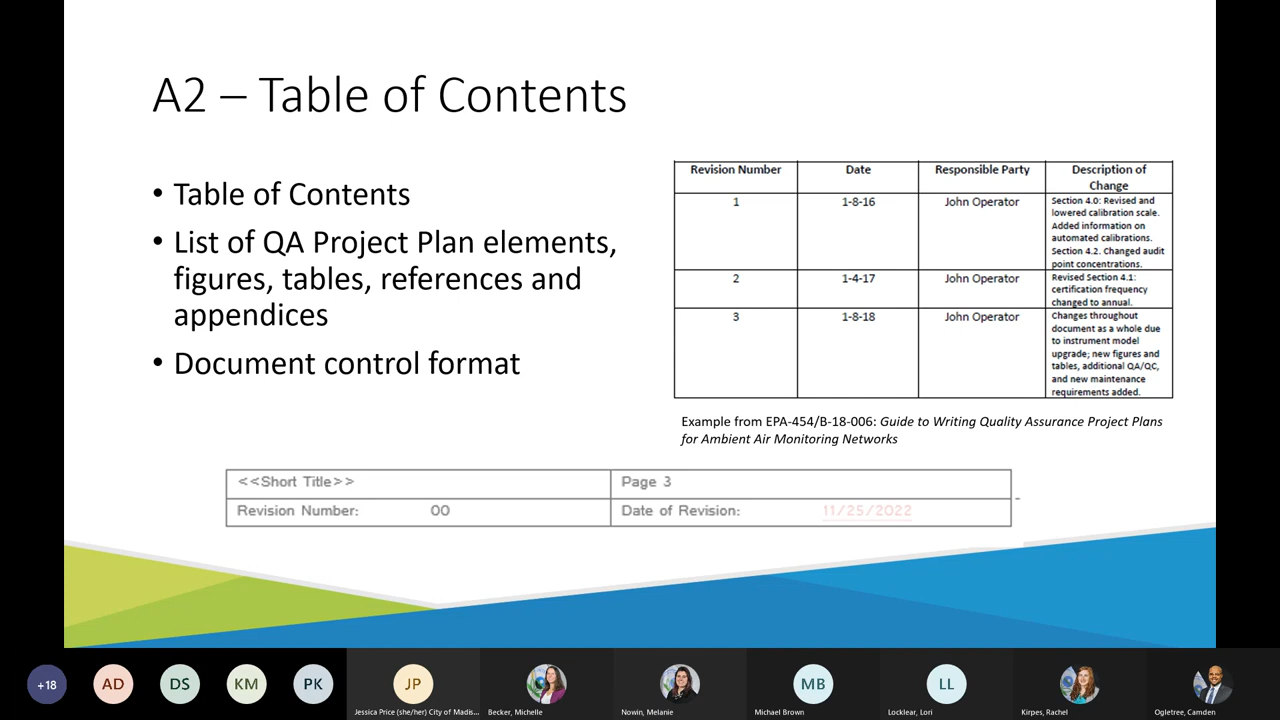 A2 – Table of Contents
• Table of Contents
• List of QA Project Plan elements,
figures, tables, references and
appendices
• Document control format
Revision Number Date Responsible Party Description of
Change
1 1-8-16 John Operator Section 4.0: Revised and
lowered calibration scale.
Added information on
automated calibrations.
Section 4.2. Changed audit
point concentrations.
2 1-4-17 John Operator Revised Section 4.1:
certification frequency
changed to annual.
3 1-8-18 John Operator Changes throughout
document as a whole due
to instrument model
upgrade; new figures and
tables, additional QA/QC,
and new maintenance
requirements added.
Example from EPA-454/B-18-006: Guide to Writing Quality Assurance Project Plans
for Ambient Air Monitoring Networks
<<Short Title>> Page 3
Revision Number: 00 Date of Revision: 11/25/2022
+18 AD DS KM PK JP MB LL
Jessica Price (she/her) City of Madis... Becker, Michelle Nowin, Melanie Michael Brown Locklear, Lori Kirpes, Rachel Ogletree, Camden